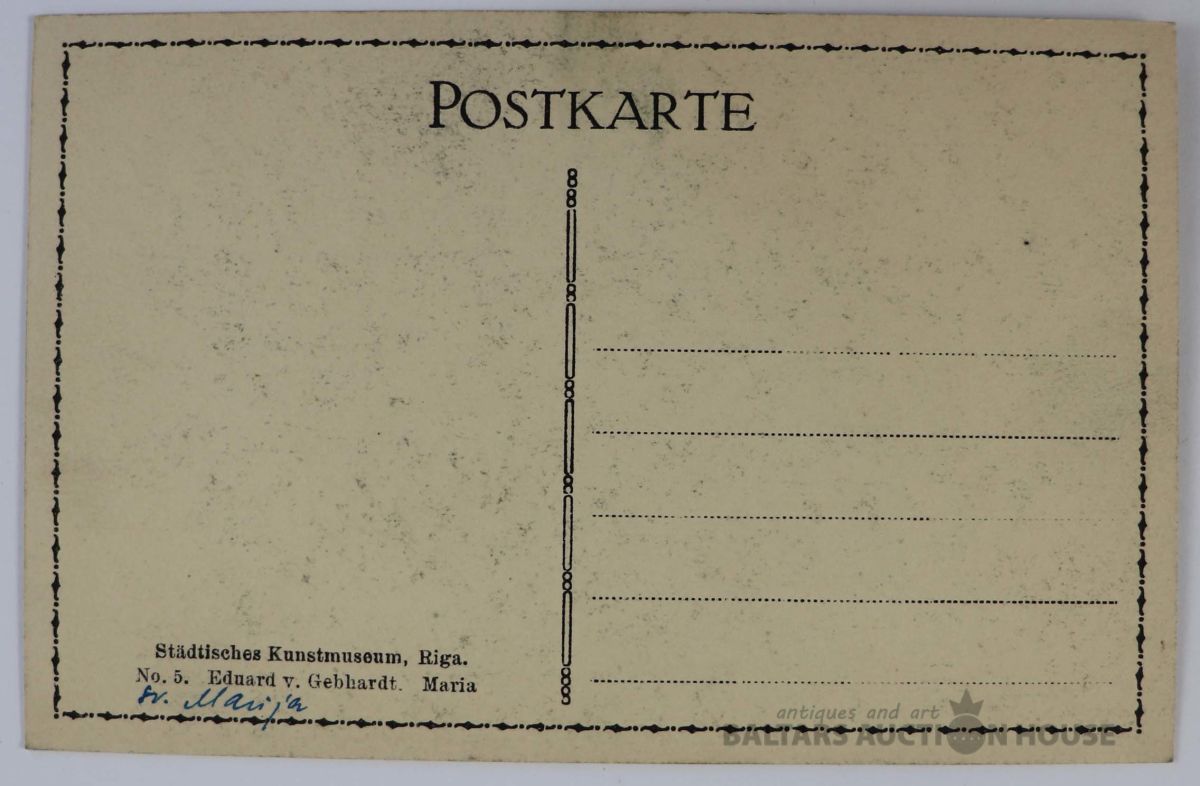 POSTKARTE
Städtisches Kunstmuseum, Riga.
No. 5. Eduard v. Gebhardt. Maria
sv. Marija
antiques and art
BALTARS AUCTION HOUSE